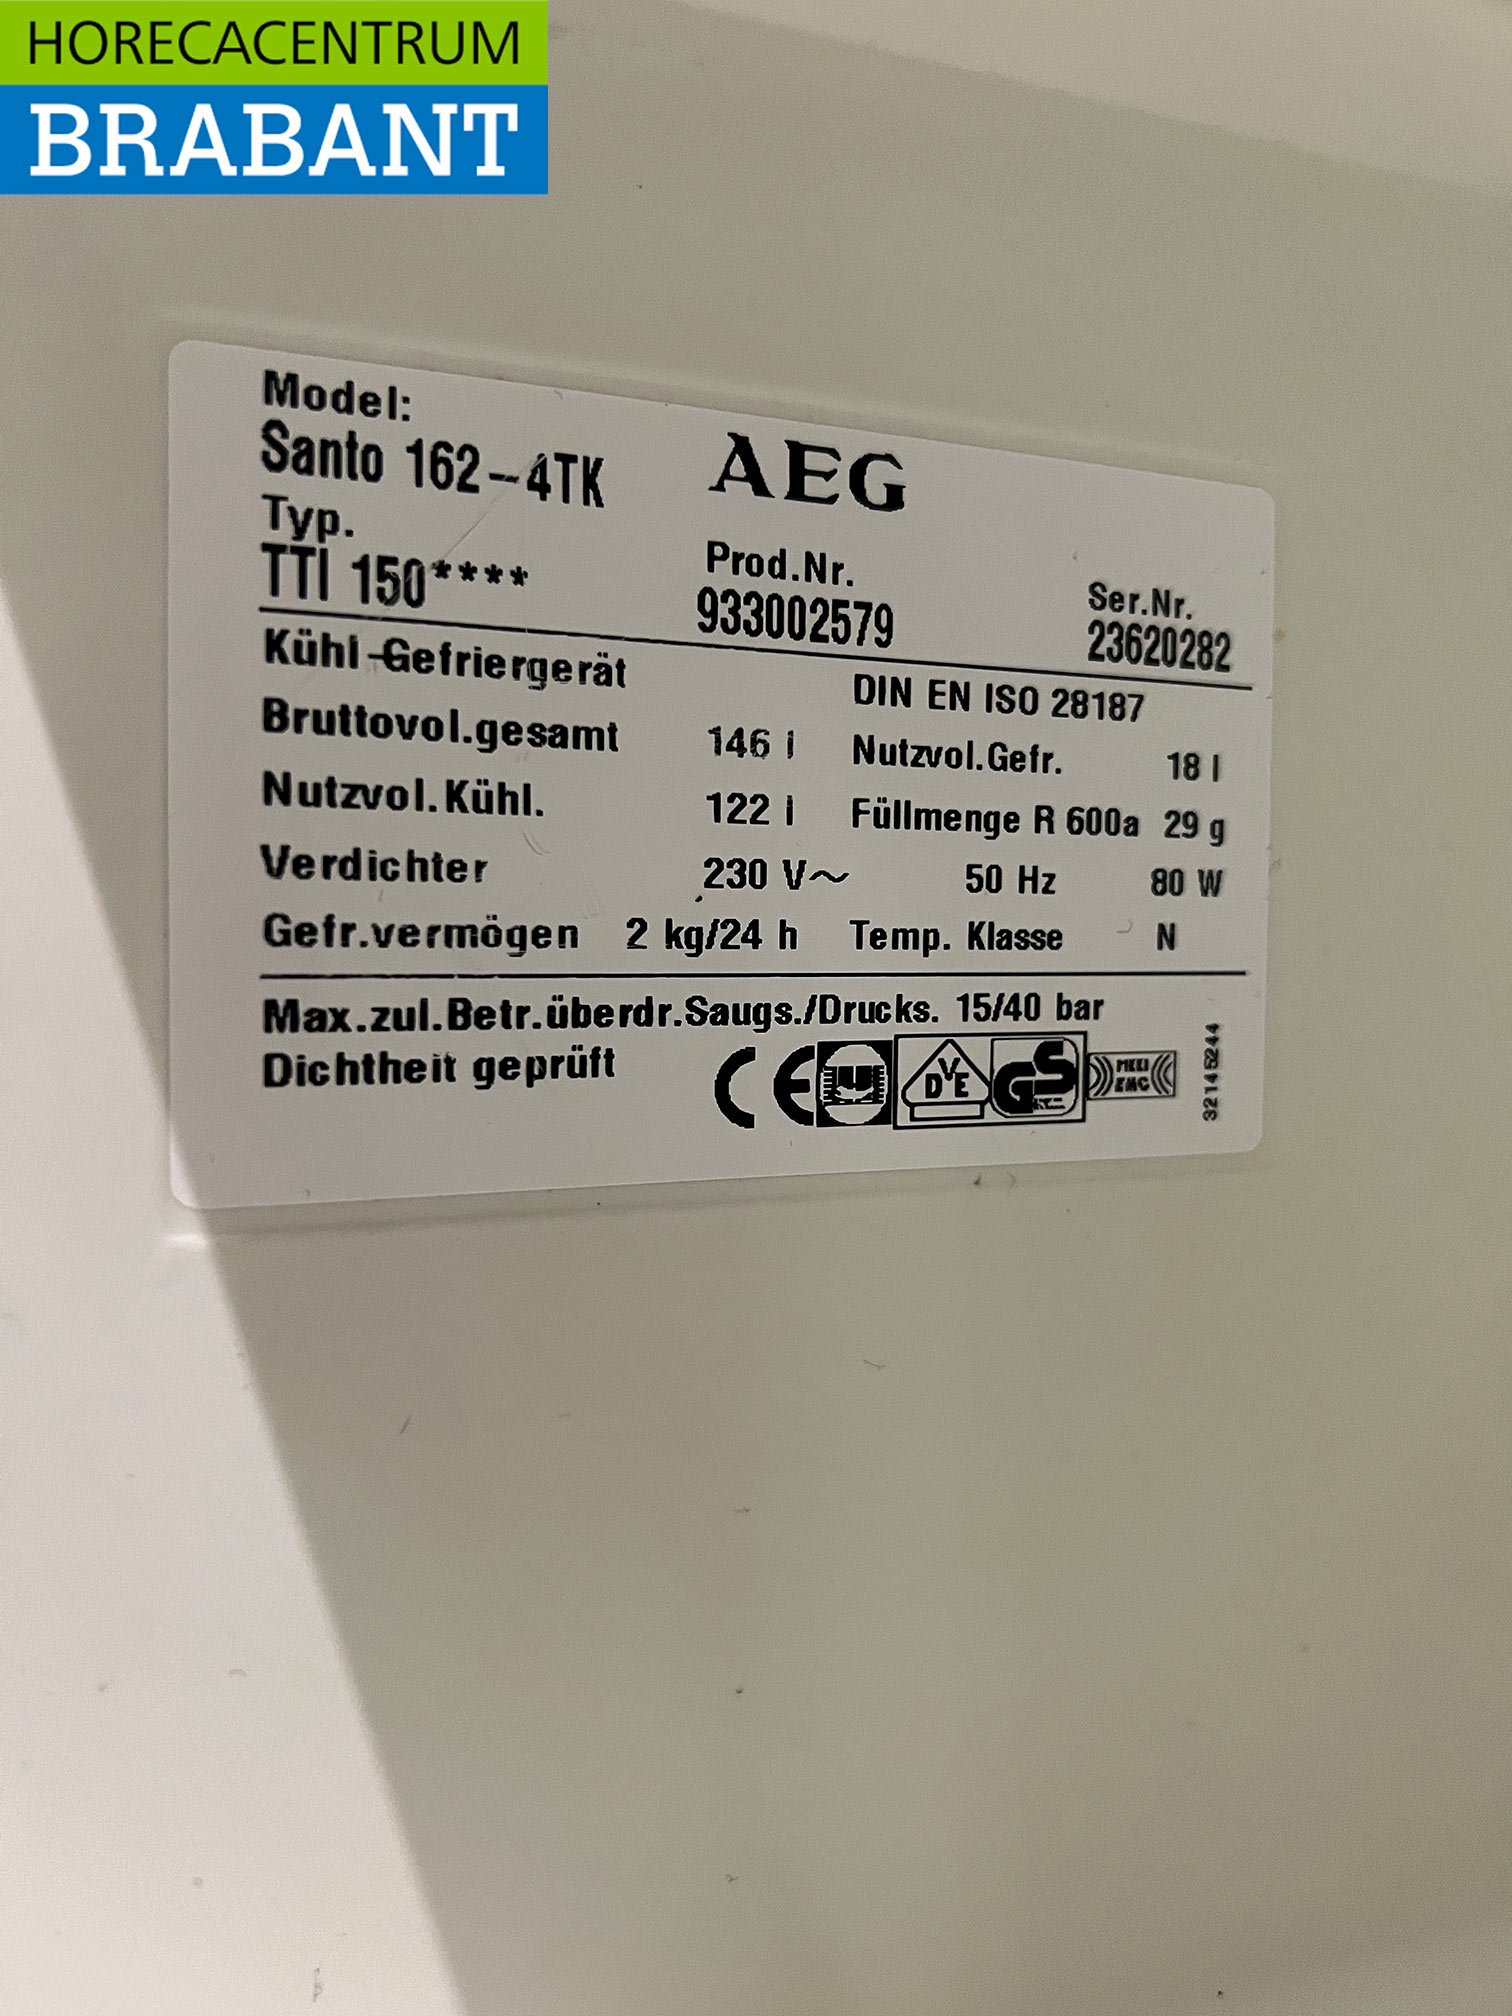 HORECACENTRUM
BRABANT
Model:
Santo 162-4TK AEG
Typ.
TTI 150**** Prod.Nr. Ser.Nr.
933002579 23620282
Kühl-Gefriergerät DIN EN ISO 28187
Bruttovol.gesamt 146 l Nutzvol.Gefr. 18 l
Nutzvol.Kühl. 122 l Füllmenge R 600a 29 g
Verdichter 230 V~ 50 Hz 80 W
Gefr.vermögen 2 kg/24 h Temp. Klasse N
Max.zul.Betr.überdr.Saugs./Drucks. 15/40 bar
Dichtheit geprüft CE VDE GS EMC 32145244